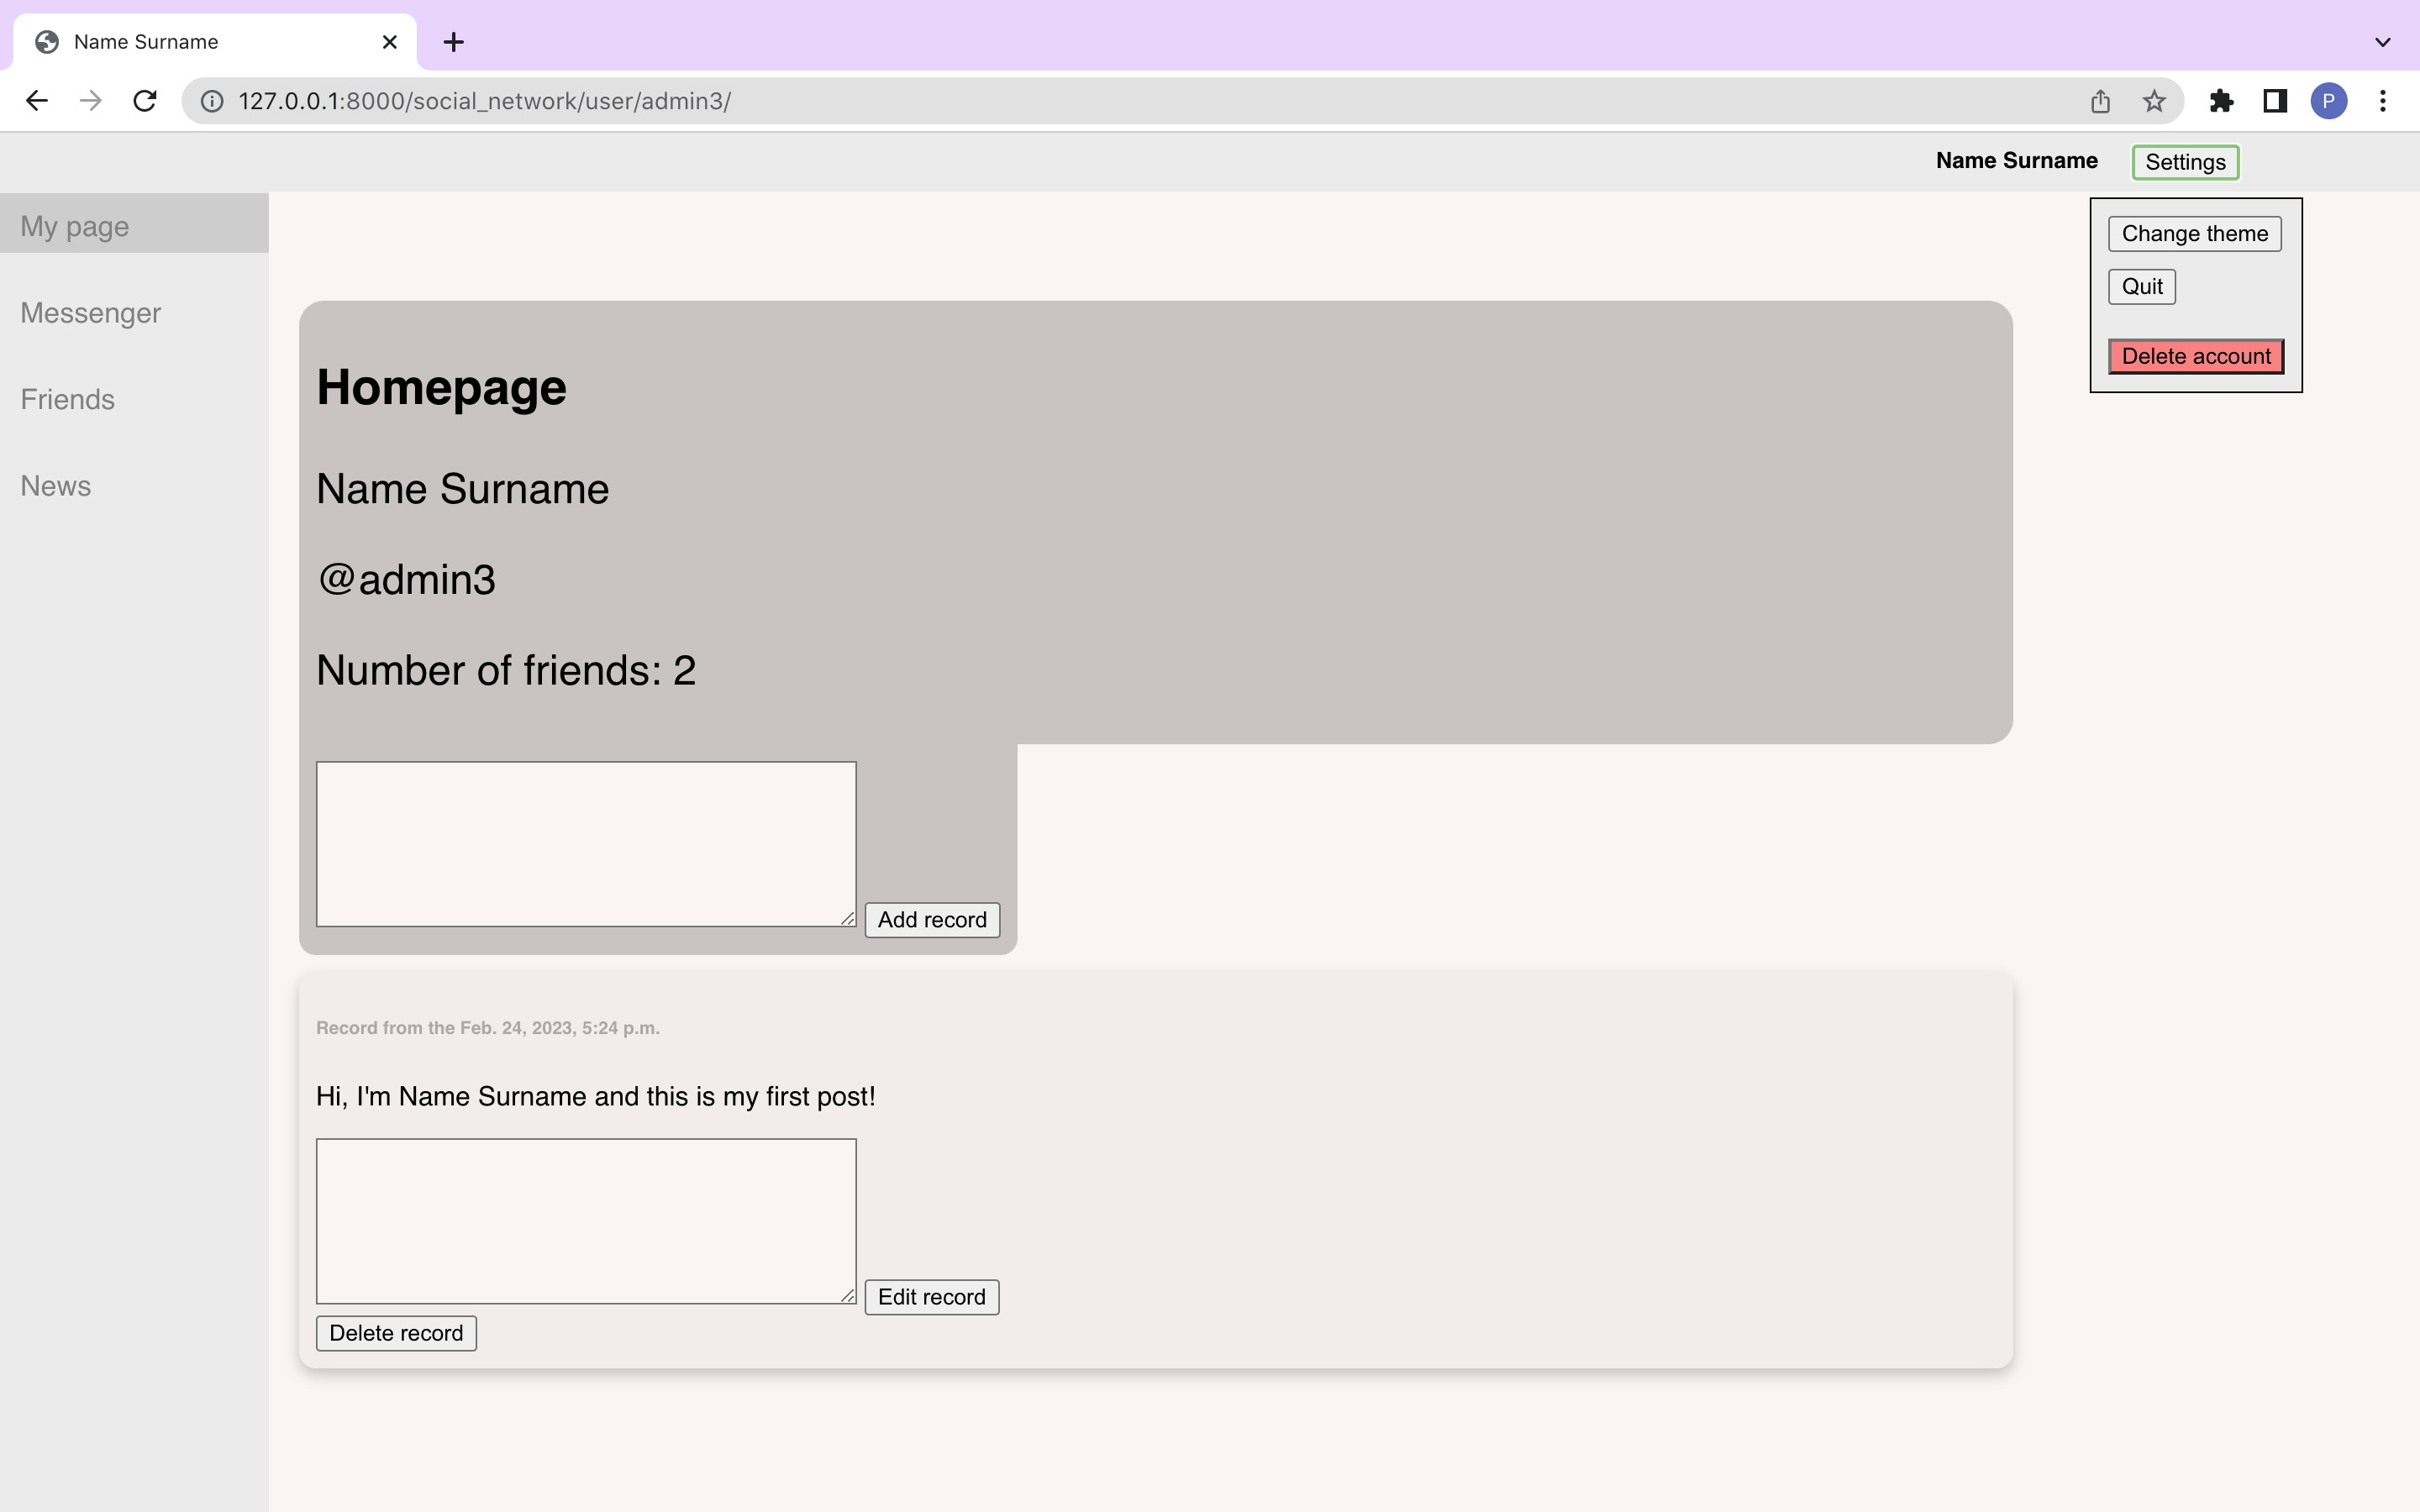 Name Surname
127.0.0.1:8000/social_network/user/admin3/
P
Name Surname Settings
My page
Messenger
Friends
News
Change theme
Quit
Delete account
Homepage
Name Surname
@admin3
Number of friends: 2
Add record
Record from the Feb. 24, 2023, 5:24 p.m.
Hi, I'm Name Surname and this is my first post!
Edit record
Delete record